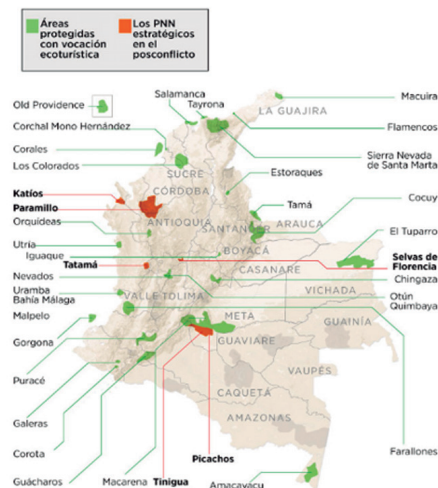 Áreas
protegidas
con vocación
ecoturística
Los PNN
estratégicos
en el
posconflicto
Salamanca
Tayrona
Macuira
LA GUAJIRA
Old Providence
Corchal Mono Hernández
Flamencos
Corales
Sierra Nevada
de Santa Marta
Los Colorados
SUCRE
Estoraques
CÓRDOBA
Katíos
Paramillo
Tamá
Cocuy
Orquídeas
ANTIOQUIA
SANTANDER
ARAUCA
El Tuparro
Utría
Iguaque
BOYACÁ
Selvas de
Florencia
Tatamá
CASANARE
Chingaza
Nevados
VICHADA
Otún
Quimbaya
Uramba
Bahía Málaga
VALLE
TOLIMA
Malpelo
META
GUAINÍA
Gorgona
GUAVIARE
VAUPÉS
Puracé
CAQUETÁ
Galeras
AMAZONAS
Corota
Picachos
Farallones
Guácharos
Macarena
Tinigua
Amacayacu